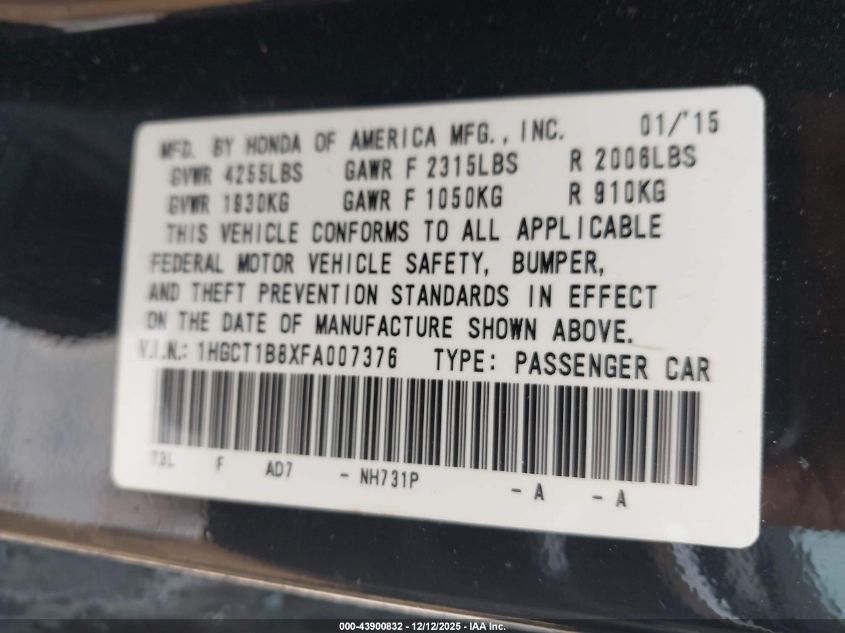 MFD. BY HONDA OF AMERICA MFG., INC. 01/'15
GVWR 4255LBS GAWR F 2315LBS R 2006LBS
GVWR 1930KG GAWR F 1050KG R 910KG
THIS VEHICLE CONFORMS TO ALL APPLICABLE
FEDERAL MOTOR VEHICLE SAFETY, BUMPER,
AND THEFT PREVENTION STANDARDS IN EFFECT
ON THE DATE OF MANUFACTURE SHOWN ABOVE.
V.I.N.: 1HGCT1B8XFA007376 TYPE: PASSENGER CAR
T3L F AD7 - NH731P - A - A
000-43900832 - 12/12/2025 - IAA Inc.